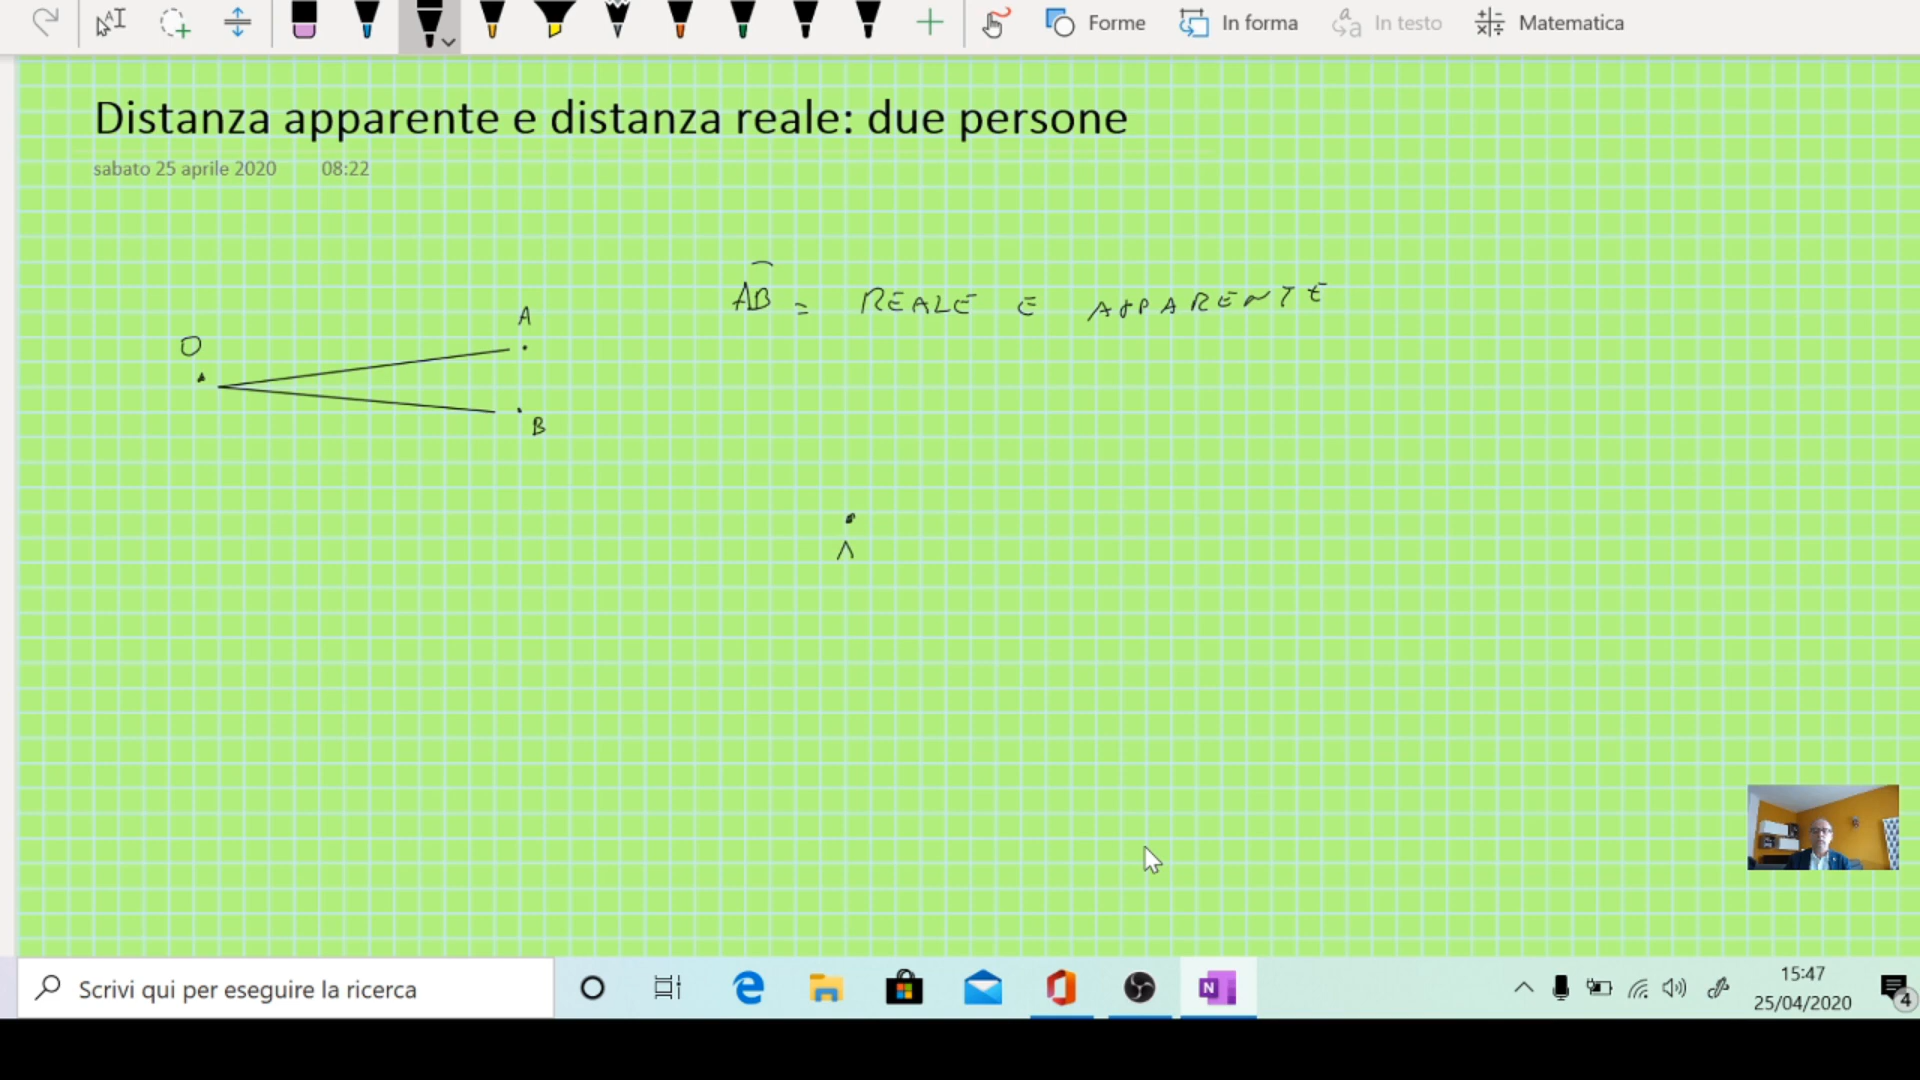 Forme In forma In testo Matematica
Distanza apparente e distanza reale: due persone
sabato 25 aprile 2020 08:22
AB = REALE E APPARENTE
A
O
B
A
Scrivi qui per eseguire la ricerca
15:47
25/04/2020
4